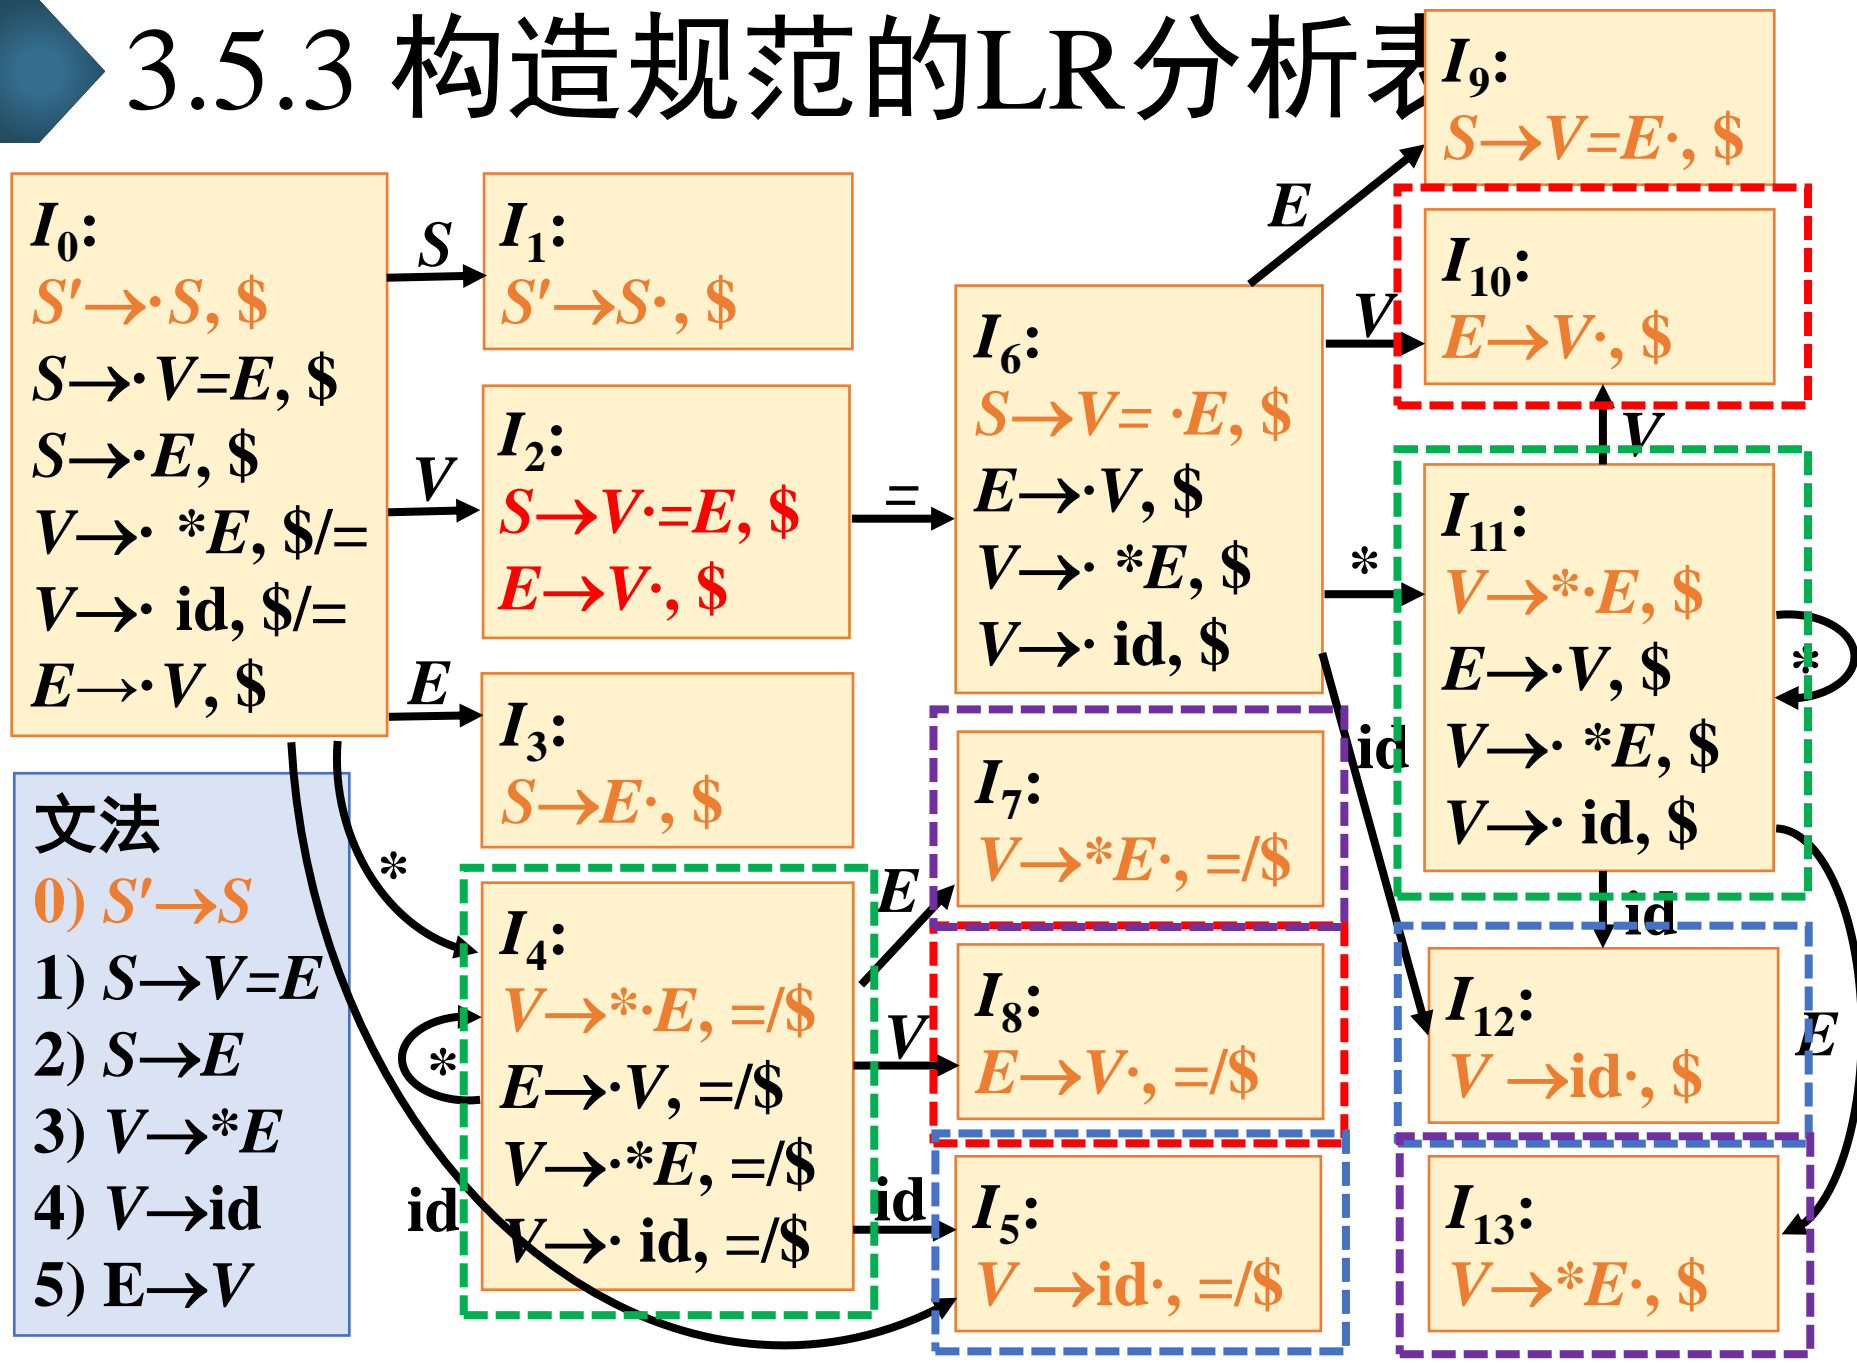 3.5.3 构造规范的LR分析表
I0:
S′→·S, $
S→·V=E, $
S→·E, $
V→· *E, $/=
V→· id, $/=
E→·V, $
S
V
E
*
id
I1:
S′→S·, $
I2:
S→V·=E, $
E→V·, $
=
I3:
S→E·, $
文法
0) S′→S
1) S→V=E
2) S→E
3) V→*E
4) V→id
5) E→V
I4:
V→*·E, =/$
E→·V, =/$
V→·*E, =/$
V→· id, =/$
*
E
V
id
I6:
S→V= ·E, $
E→·V, $
V→· *E, $
V→· id, $
E
V
*
id
I7:
V→*E·, =/$
I8:
E→V·, =/$
I5:
V →id·, =/$
I9:
S→V=E·, $
I10:
E→V·, $
V
I11:
V→*·E, $
E→·V, $
V→· *E, $
V→· id, $
*
id
E
I12:
V →id·, $
I13:
V→*E·, $